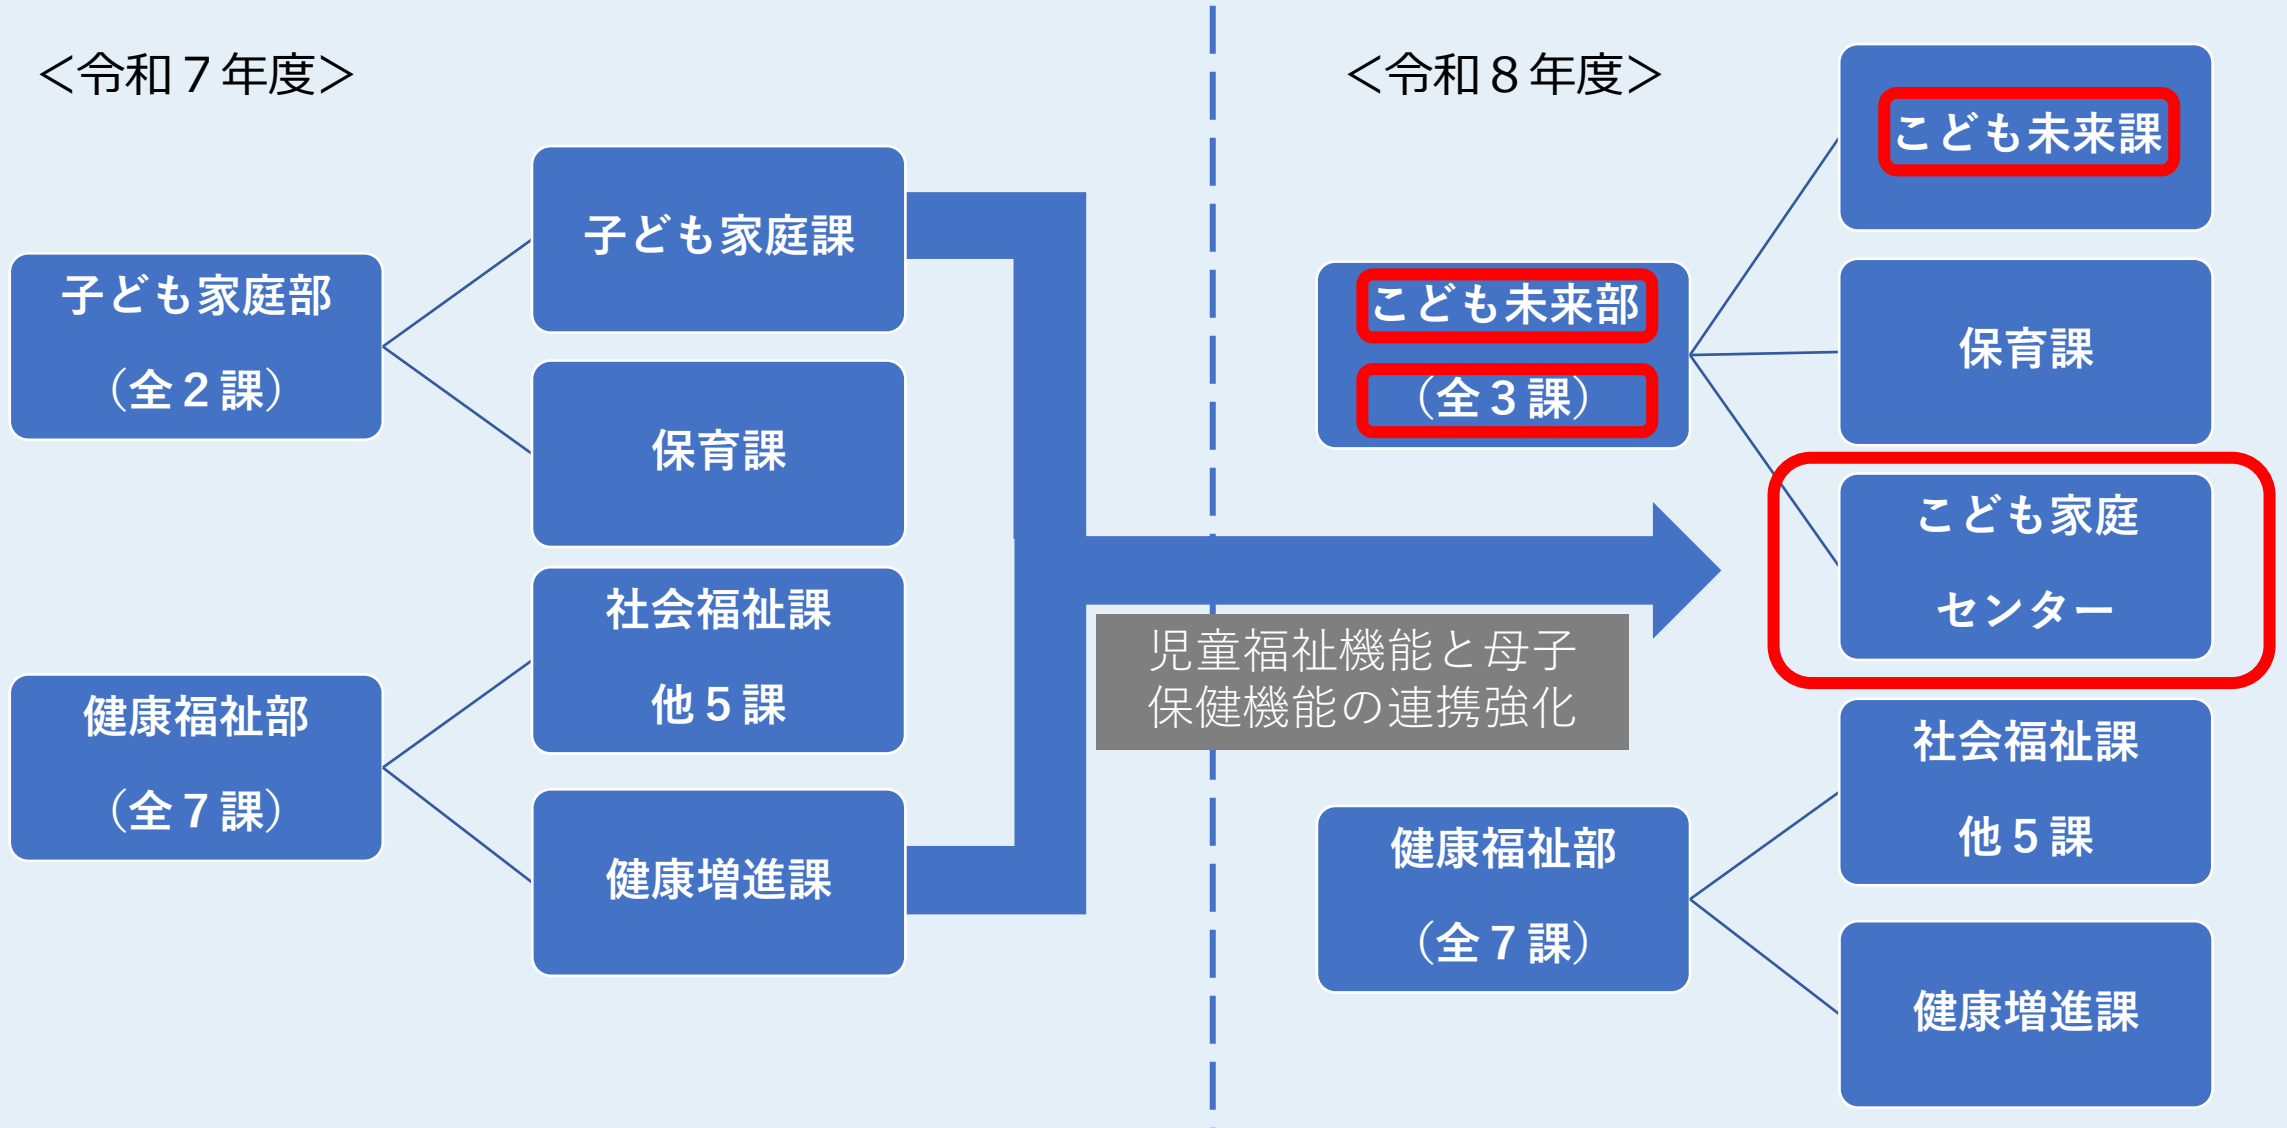 ＜令和７年度＞
子ども家庭部
（全２課）
子ども家庭課
保育課
健康福祉部
（全７課）
社会福祉課
他５課
健康増進課
児童福祉機能と母子
保健機能の連携強化
＜令和８年度＞
こども未来部
（全３課）
こども未来課
保育課
こども家庭
センター
健康福祉部
（全７課）
社会福祉課
他５課
健康増進課